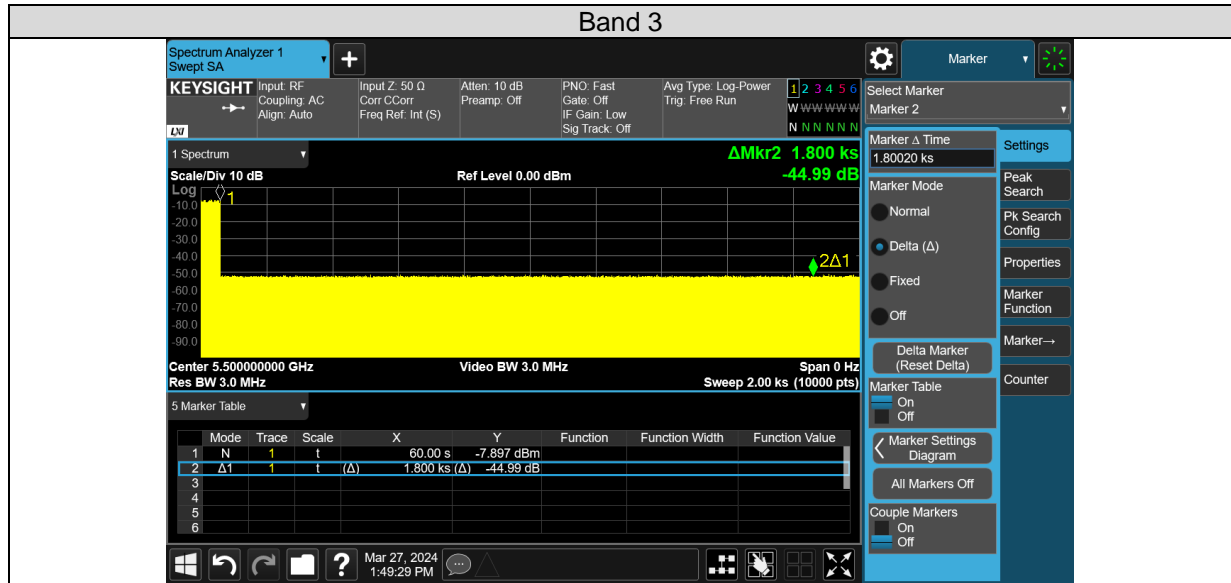 Band 3
Spectrum Analyzer 1
Swept SA
Marker
KEYSIGHT
Input: RF
Coupling: AC
Align: Auto
Input Z: 50 Ω
Corr CCorr
Freq Ref: Int (S)
Atten: 10 dB
Preamp: Off
PNO: Fast
Gate: Off
IF Gain: Low
Sig Track: Off
Avg Type: Log-Power
Trig: Free Run
1 2 3 4 5 6
W W W W W W
N N N N N N
LXI
Select Marker
Marker 2
1 Spectrum
ΔMkr2 1.800 ks
-44.99 dB
Scale/Div 10 dB
Ref Level 0.00 dBm
Log
1
-10.0
-20.0
-30.0
-40.0
-50.0
-60.0
-70.0
-80.0
-90.0
2Δ1
Center 5.500000000 GHz
Video BW 3.0 MHz
Span 0 Hz
Res BW 3.0 MHz
Sweep 2.00 ks (10000 pts)
Marker Δ Time
1.80020 ks
Marker Mode
Normal
Delta (Δ)
Fixed
Off
Delta Marker
(Reset Delta)
Marker Table
On
Off
Marker Settings
Diagram
All Markers Off
Couple Markers
On
Off
Settings
Peak
Search
Pk Search
Config
Properties
Marker
Function
Marker→
Counter
5 Marker Table
Mode Trace Scale X Y Function Function Width Function Value
1 N 1 t 60.00 s -7.897 dBm
2 Δ1 1 t (Δ) 1.800 ks (Δ) -44.99 dB
3
4
5
6
Mar 27, 2024
1:49:29 PM